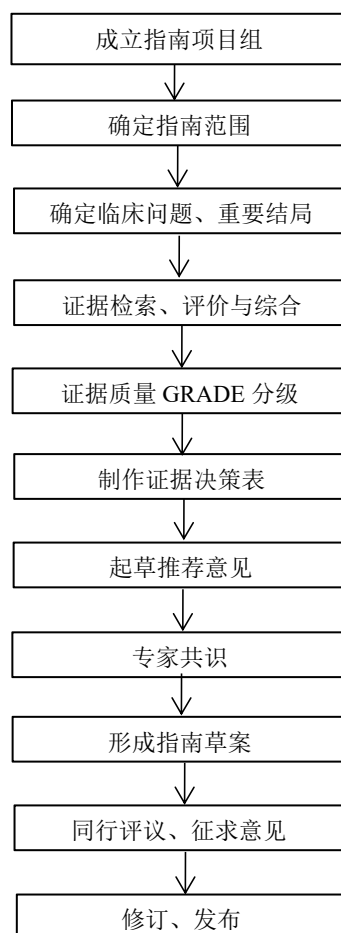 成立指南项目组
确定指南范围
确定临床问题、重要结局
证据检索、评价与综合
证据质量 GRADE 分级
制作证据决策表
起草推荐意见
专家共识
形成指南草案
同行评议、征求意见
修订、发布